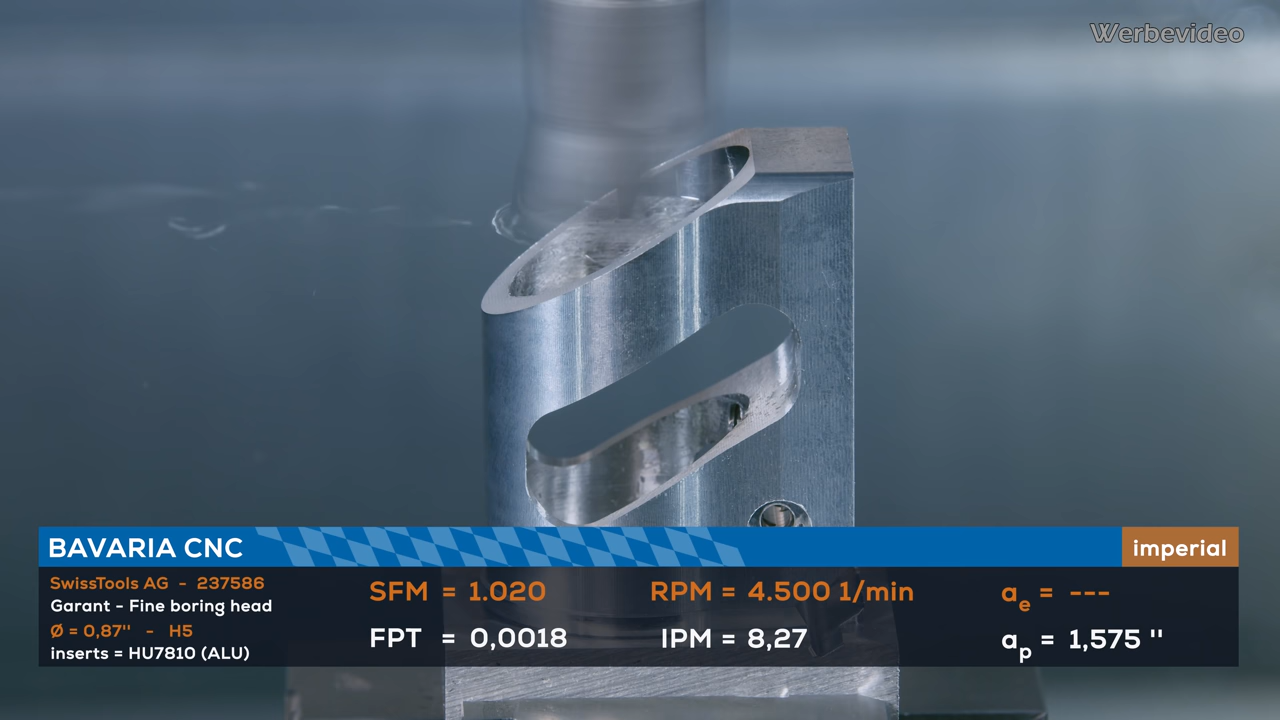 Werbevideo
BAVARIA CNC
imperial
SwissTools AG - 237586
Garant - Fine boring head
Ø = 0,87'' - H5
inserts = HU7810 (ALU)
SFM = 1.020
FPT = 0,0018
RPM = 4.500 1/min
IPM = 8,27
ae = ---
ap = 1,575 ''